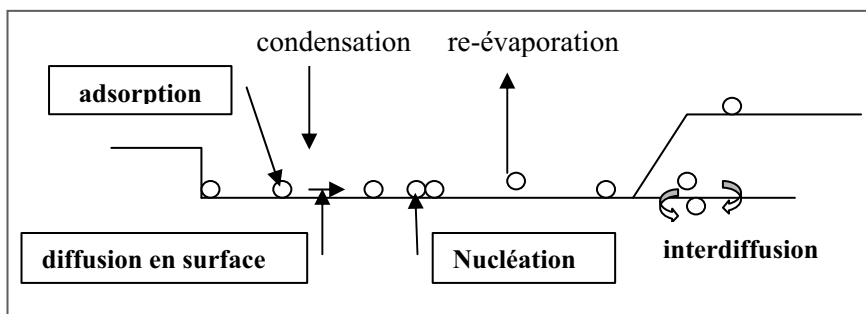 condensation re-évaporation
adsorption
diffusion en surface Nucléation interdiffusion